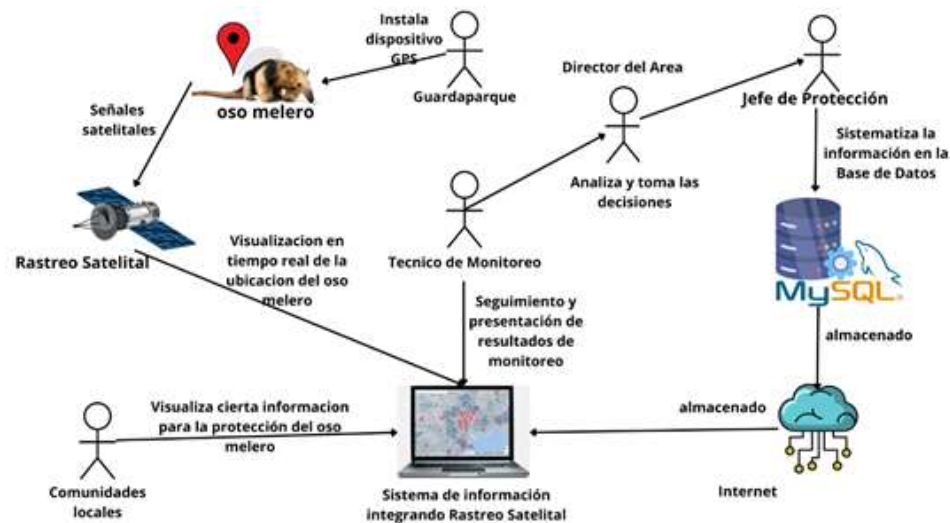 Instala
dispositivo
GPS
Guardaparque
oso melero
Señales
satelitales
Director del Area
Jefe de Protección
Sistematiza la
información en la
Base de Datos
Analiza y toma las
decisiones
Rastreo Satelital
Visualizacion en
tiempo real de la
ubicacion del oso
melero
Tecnico de Monitoreo
MySQL
Seguimiento y
presentación de
resultados de
monitoreo
almacenado
Visualiza cierta informacion
para la protección del oso
melero
almacenado
Comunidades
locales
Sistema de información
integrando Rastreo Satelital
Internet